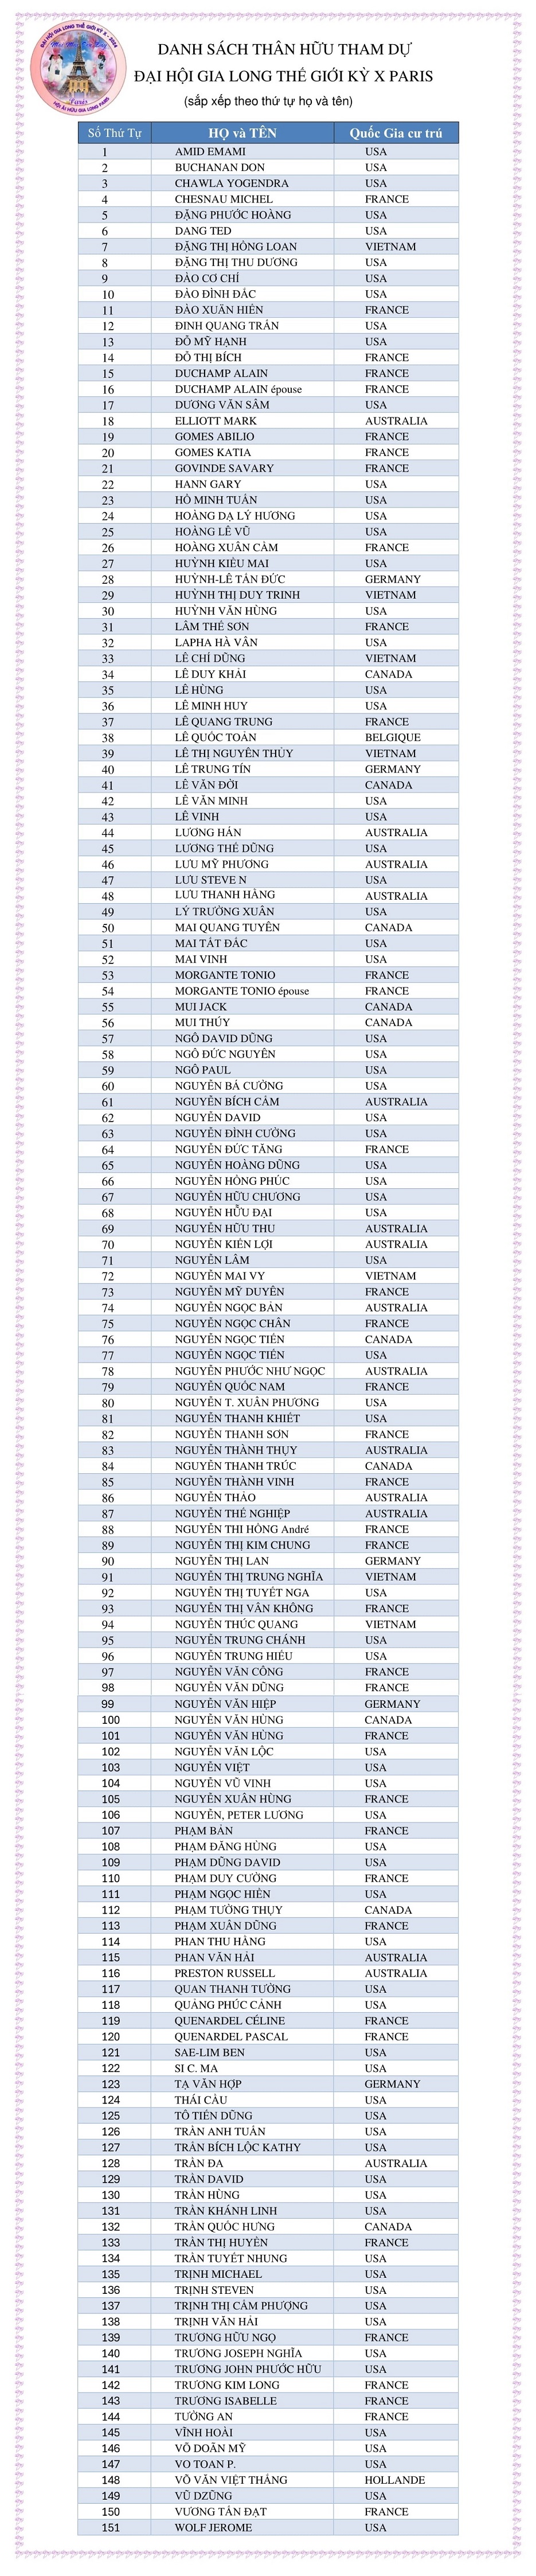 ĐẠI HỘI GIA LONG THẾ GIỚI KỲ X - 2024
Paris
HỘI ÁI HỮU GIA LONG PARIS
DANH SÁCH THÂN HỮU THAM DỰ
ĐẠI HỘI GIA LONG THẾ GIỚI KỲ X PARIS
(sắp xếp theo thứ tự họ và tên)
Số Thứ Tự HỌ và TÊN Quốc Gia cư trú
1 AMID EMAMI USA
2 BUCHANAN DON USA
3 CHAWLA YOGENDRA USA
4 CHESNAU MICHEL FRANCE
5 ĐẶNG PHƯỚC HOÀNG USA
6 DANG TED USA
7 ĐẶNG THỊ HỒNG LOAN VIETNAM
8 ĐẶNG THỊ THU DƯƠNG USA
9 ĐÀO CƠ CHÍ USA
10 ĐÀO ĐÌNH ĐẮC USA
11 ĐÀO XUÂN HIỀN FRANCE
12 ĐINH QUANG TRÂN USA
13 ĐỖ MỸ HẠNH USA
14 ĐỖ THỊ BÍCH FRANCE
15 DUCHAMP ALAIN FRANCE
16 DUCHAMP ALAIN épouse FRANCE
17 DƯƠNG VĂN SÂM USA
18 ELLIOTT MARK AUSTRALIA
19 GOMES ABILIO FRANCE
20 GOMES KATIA FRANCE
21 GOVINDE SAVARY FRANCE
22 HANN GARY USA
23 HỒ MINH TUẤN USA
24 HOÀNG DẠ LÝ HƯƠNG USA
25 HOÀNG LÊ VŨ USA
26 HOÀNG XUÂN CẢM FRANCE
27 HUỲNH KIỀU MAI USA
28 HUỲNH-LÊ TẤN ĐỨC GERMANY
29 HUỲNH THỊ DUY TRINH VIETNAM
30 HUỲNH VĂN HÙNG USA
31 LÂM THẾ SƠN FRANCE
32 LAPHA HÀ VÂN USA
33 LÊ CHÍ DŨNG VIETNAM
34 LÊ DUY KHẢI CANADA
35 LÊ HÙNG USA
36 LÊ MINH HUY USA
37 LÊ QUANG TRUNG FRANCE
38 LÊ QUỐC TOẢN BELGIQUE
39 LÊ THỊ NGUYÊN THỦY VIETNAM
40 LÊ TRUNG TÍN GERMANY
41 LÊ VĂN ĐỜI CANADA
42 LÊ VĂN MINH USA
43 LÊ VINH USA
44 LƯƠNG HÁN AUSTRALIA
45 LƯƠNG THẾ DŨNG USA
46 LƯU MỸ PHƯƠNG AUSTRALIA
47 LƯU STEVE N USA
48 LƯU THANH HẰNG AUSTRALIA
49 LÝ TRƯỜNG XUÂN USA
50 MAI QUANG TUYÊN CANADA
51 MAI TẤT ĐẮC USA
52 MAI VINH USA
53 MORGANTE TONIO FRANCE
54 MORGANTE TONIO épouse FRANCE
55 MUI JACK CANADA
56 MUI THÚY CANADA
57 NGÔ DAVID DŨNG USA
58 NGÔ ĐỨC NGUYÊN USA
59 NGÔ PAUL USA
60 NGUYỄN BÁ CƯỜNG USA
61 NGUYỄN BÍCH CẨM AUSTRALIA
62 NGUYỄN DAVID USA
63 NGUYỄN ĐÌNH CƯỜNG USA
64 NGUYỄN ĐỨC TĂNG FRANCE
65 NGUYỄN HOÀNG DŨNG USA
66 NGUYỄN HỒNG PHÚC USA
67 NGUYỄN HỮU CHƯƠNG USA
68 NGUYỄN HỮU ĐẠI USA
69 NGUYỄN HỮU THU AUSTRALIA
70 NGUYỄN KIẾN LỢI AUSTRALIA
71 NGUYỄN LÂM USA
72 NGUYỄN MAI VY VIETNAM
73 NGUYỄN MỸ DUYÊN FRANCE
74 NGUYỄN NGỌC BẢN AUSTRALIA
75 NGUYỄN NGỌC CHÂN FRANCE
76 NGUYỄN NGỌC TIẾN CANADA
77 NGUYỄN NGỌC TIẾN USA
78 NGUYỄN PHƯỚC NHƯ NGỌC AUSTRALIA
79 NGUYỄN QUỐC NAM FRANCE
80 NGUYỄN T. XUÂN PHƯƠNG USA
81 NGUYỄN THANH KHIẾT USA
82 NGUYỄN THANH SƠN FRANCE
83 NGUYỄN THÀNH THỤY AUSTRALIA
84 NGUYỄN THANH TRÚC CANADA
85 NGUYỄN THÀNH VINH FRANCE
86 NGUYỄN THẢO AUSTRALIA
87 NGUYỄN THẾ NGHIỆP AUSTRALIA
88 NGUYỄN THI HỒNG André FRANCE
89 NGUYỄN THỊ KIM CHUNG FRANCE
90 NGUYỄN THỊ LAN GERMANY
91 NGUYỄN THỊ TRUNG NGHĨA VIETNAM
92 NGUYỄN THỊ TUYẾT NGA USA
93 NGUYỄN THỊ VÂN KHÔNG FRANCE
94 NGUYỄN THÚC QUANG VIETNAM
95 NGUYỄN TRUNG CHÁNH USA
96 NGUYỄN TRUNG HIẾU USA
97 NGUYỄN VĂN CÔNG FRANCE
98 NGUYỄN VĂN DŨNG FRANCE
99 NGUYỄN VĂN HIỆP GERMANY
100 NGUYỄN VĂN HÙNG CANADA
101 NGUYỄN VĂN HÙNG FRANCE
102 NGUYỄN VĂN LỘC USA
103 NGUYỄN VIỆT USA
104 NGUYỄN VŨ VINH USA
105 NGUYỄN XUÂN HÙNG FRANCE
106 NGUYỄN, PETER LƯƠNG USA
107 PHẠM BẢN FRANCE
108 PHẠM ĐĂNG HÙNG USA
109 PHẠM DŨNG DAVID USA
110 PHẠM DUY CƯỜNG FRANCE
111 PHẠM NGỌC HIỀN USA
112 PHẠM TƯỜNG THỤY CANADA
113 PHẠM XUÂN DŨNG FRANCE
114 PHAN THU HẰNG USA
115 PHAN VĂN HẢI AUSTRALIA
116 PRESTON RUSSELL AUSTRALIA
117 QUAN THANH TƯỜNG USA
118 QUẢNG PHÚC CẢNH USA
119 QUENARDEL CÉLINE FRANCE
120 QUENARDEL PASCAL FRANCE
121 SAE-LIM BEN USA
122 SI C. MA USA
123 TẠ VĂN HỢP GERMANY
124 THÁI CẦU USA
125 TÔ TIẾN DŨNG USA
126 TRẦN ANH TUẤN USA
127 TRẦN BÍCH LỘC KATHY USA
128 TRẦN ĐA AUSTRALIA
129 TRẦN DAVID USA
130 TRẦN HÙNG USA
131 TRẦN KHÁNH LINH USA
132 TRẦN QUỐC HƯNG CANADA
133 TRẦN THỊ HUYỀN FRANCE
134 TRẦN TUYẾT NHUNG USA
135 TRỊNH MICHAEL USA
136 TRỊNH STEVEN USA
137 TRỊNH THỊ CẨM PHƯỢNG USA
138 TRỊNH VĂN HẢI USA
139 TRƯƠNG HỮU NGỌ FRANCE
140 TRƯƠNG JOSEPH NGHĨA USA
141 TRƯƠNG JOHN PHƯỚC HỮU USA
142 TRƯƠNG KIM LONG FRANCE
143 TRƯƠNG ISABELLE FRANCE
144 TƯỜNG AN FRANCE
145 VĨNH HOÀI USA
146 VÕ DOÃN MỸ USA
147 VO TOAN P. USA
148 VÕ VĂN VIỆT THẮNG HOLLANDE
149 VŨ DZŨNG USA
150 VƯƠNG TẤN ĐẠT FRANCE
151 WOLF JEROME USA